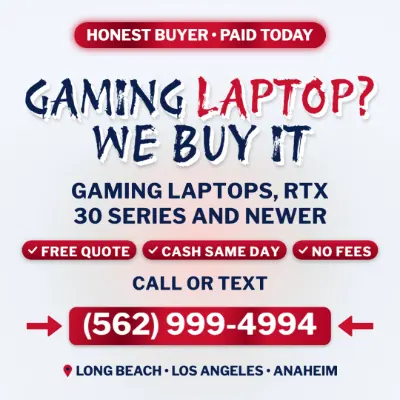 HONEST BUYER • PAID TODAY
GAMING LAPTOP?
WE BUY IT
GAMING LAPTOPS, RTX
30 SERIES AND NEWER
✓ FREE QUOTE ✓ CASH SAME DAY ✓ NO FEES
CALL OR TEXT
(562) 999-4994
LONG BEACH • LOS ANGELES • ANAHEIM